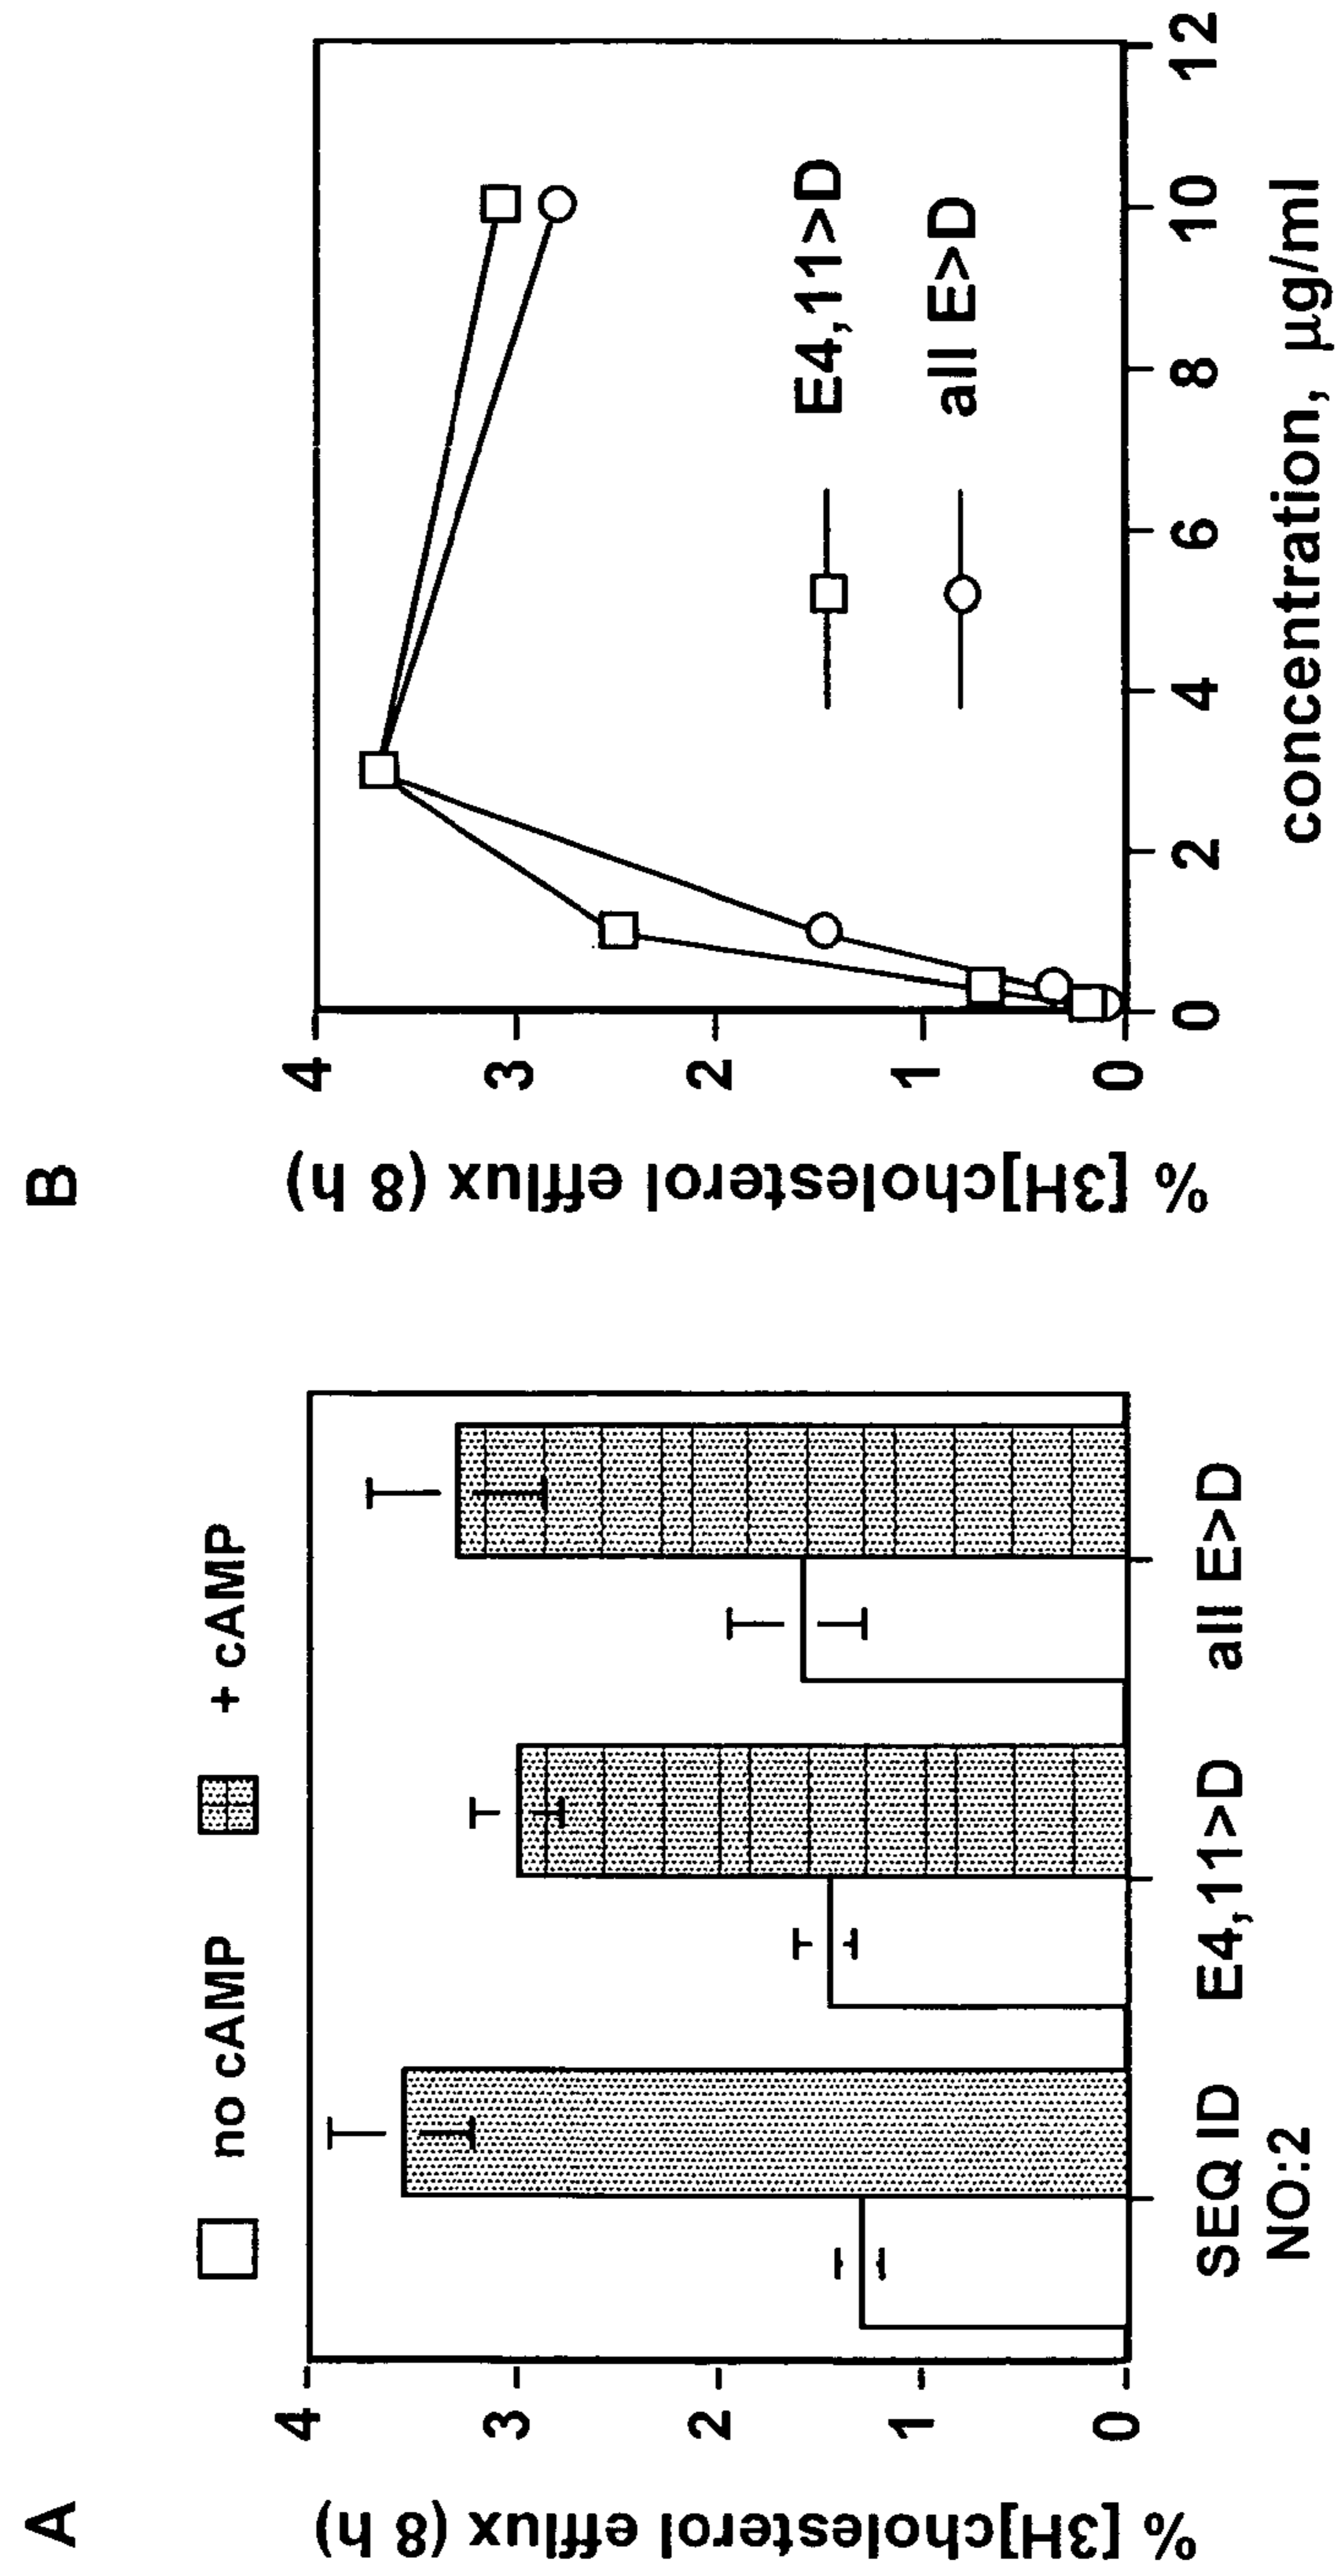 A
no cAMP
+ cAMP
% [3H]cholesterol efflux (8 h)
4
3
2
1
0
SEQ ID
NO:2
E4,11>D
all E>D
B
% [3H]cholesterol efflux (8 h)
4
3
2
1
0
E4,11>D
all E>D
0 2 4 6 8 10 12
concentration, µg/ml